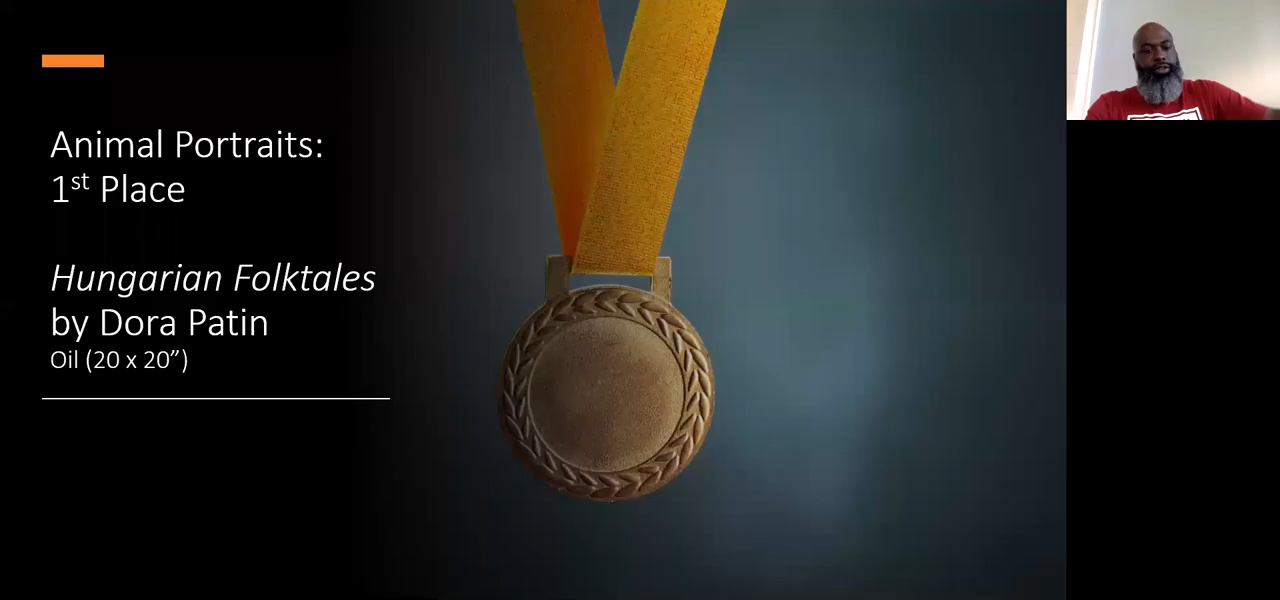 Animal Portraits:
1st Place
Hungarian Folktales
by Dora Patin
Oil (20 x 20”)